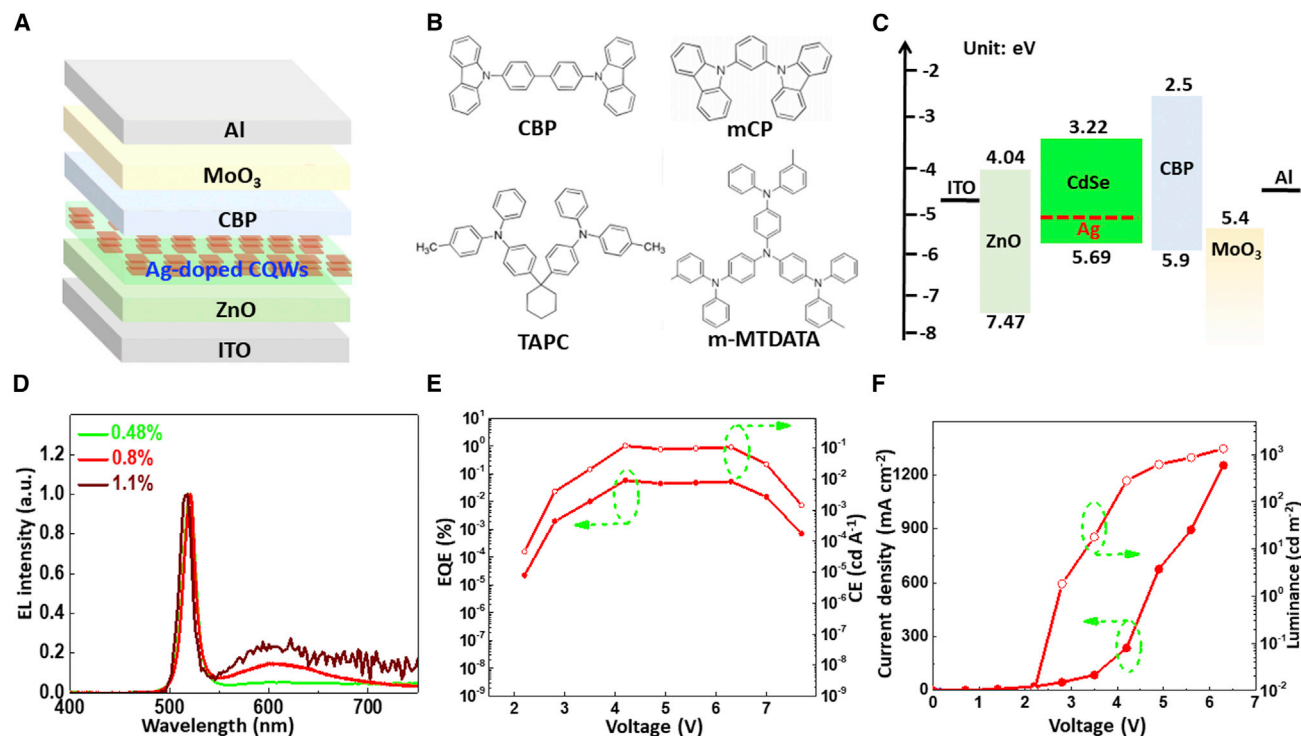 A
Al
MoO3
CBP
Ag-doped CQWs
ZnO
ITO
B
N
N
CBP
N
N
mCP
N
N
H3C
CH3
TAPC
N
N
N
N
m-MTDATA
C
Unit: eV
-2
-3
-4
-5
-6
-7
-8
ITO
4.04
ZnO
7.47
3.22
CdSe
Ag
5.69
2.5
CBP
5.9
5.4
MoO3
Al
D
0.48%
0.8%
1.1%
EL intensity (a.u.)
1.2
1.0
0.8
0.6
0.4
0.2
0.0
400 500 600 700
Wavelength (nm)
E
EQE (%)
10^1
10^0
10^-1
10^-2
10^-3
10^-4
10^-5
10^-6
10^-7
10^-8
10^-9
2 3 4 5 6 7 8
Voltage (V)
10^0
10^-1
10^-2
10^-3
10^-4
10^-5
10^-6
10^-7
10^-8
10^-9
CE (cd A^-1)
F
Current density (mA cm^-2)
1200
900
600
300
0
0 1 2 3 4 5 6 7
Voltage (V)
10^3
10^2
10^1
10^0
10^-1
10^-2
Luminance (cd m^-2)